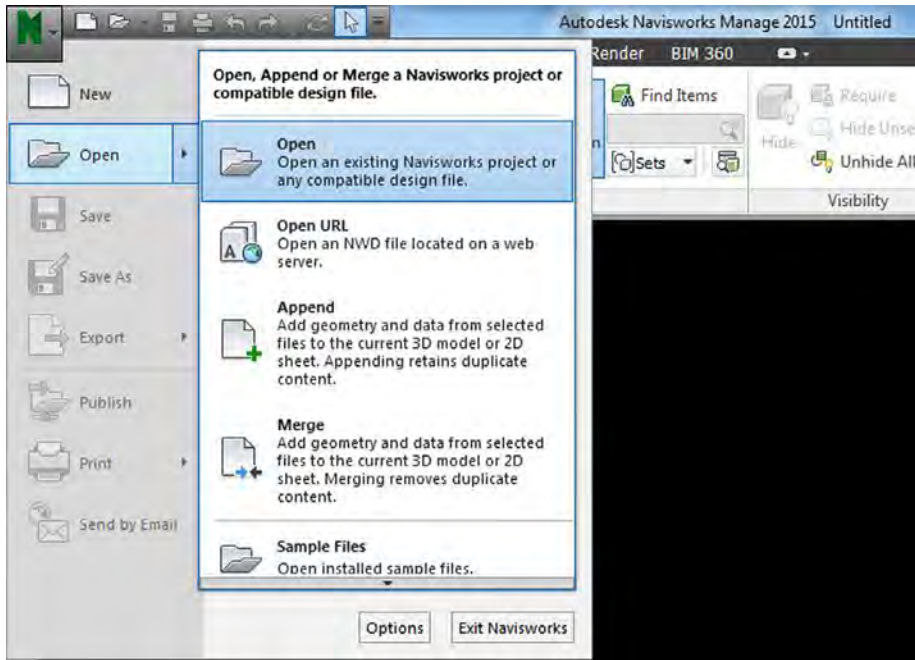 Autodesk Navisworks Manage 2015 Untitled
Render BIM 360
New
Open
Save
Save As
Export
Publish
Print
Send by Email
Open, Append or Merge a Navisworks project or
compatible design file.
Open
Open an existing Navisworks project or
any compatible design file.
Open URL
Open an NWD file located on a web
server.
Append
Add geometry and data from selected
files to the current 3D model or 2D
sheet. Appending retains duplicate
content.
Merge
Add geometry and data from selected
files to the current 3D model or 2D
sheet. Merging removes duplicate
content.
Sample Files
Open installed sample files.
Options Exit Navisworks
Find Items
Sets
Hide
Require
Hide Unse
Unhide All
Visibility